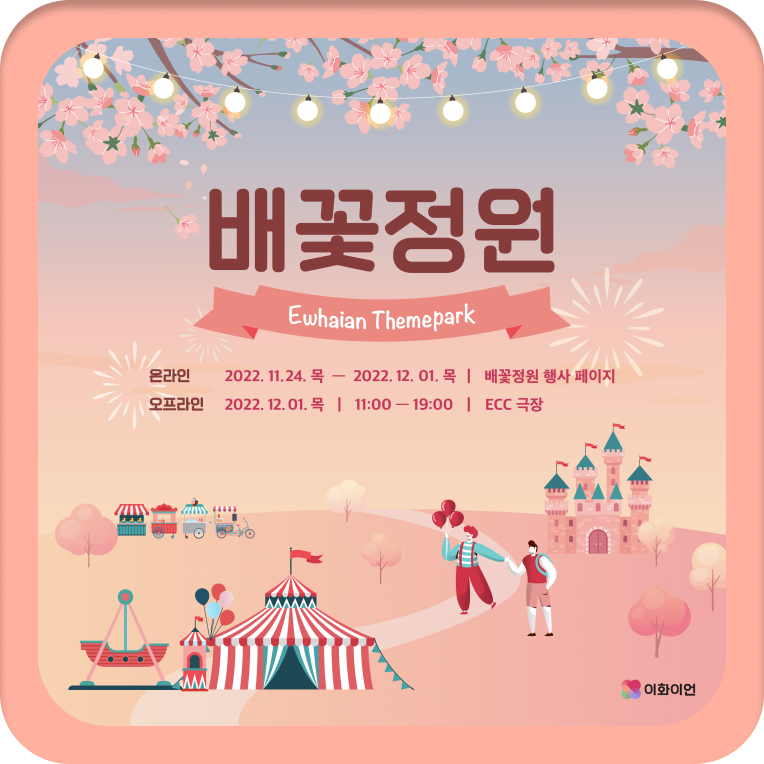 배꽃정원
Ewhaian Themepark
온라인 2022. 11.24. 목 — 2022. 12. 01. 목 | 배꽃정원 행사 페이지
오프라인 2022. 12. 01. 목 | 11:00 — 19:00 | ECC 극장
이화이언